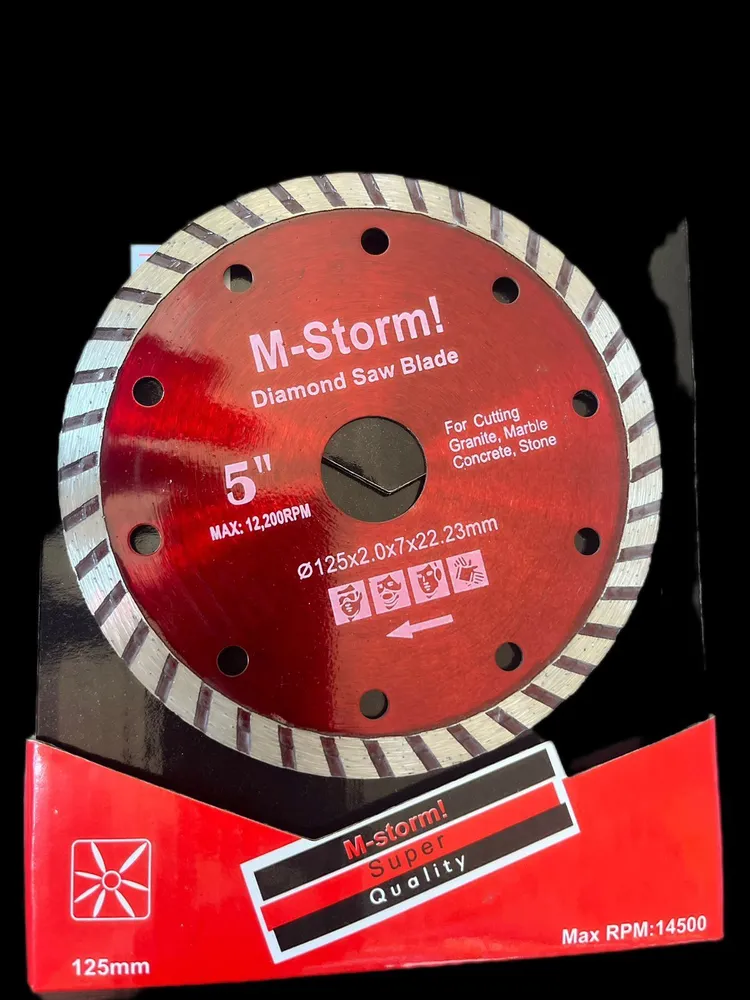 M-Storm!
Diamond Saw Blade
For Cutting
Granite, Marble
Concrete, Stone
5"
MAX: 12,200RPM
Ø125x2.0x7x22.23mm
M-storm!
Super
Quality
125mm
Max RPM:14500